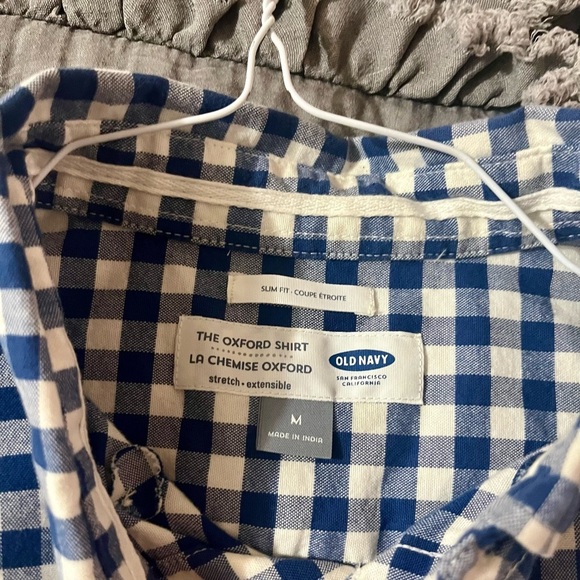 SLIM FIT • COUPE ÉTROITE
THE OXFORD SHIRT
LA CHEMISE OXFORD
stretch • extensible
OLD NAVY
SAN FRANCISCO
CALIFORNIA
M
MADE IN INDIA